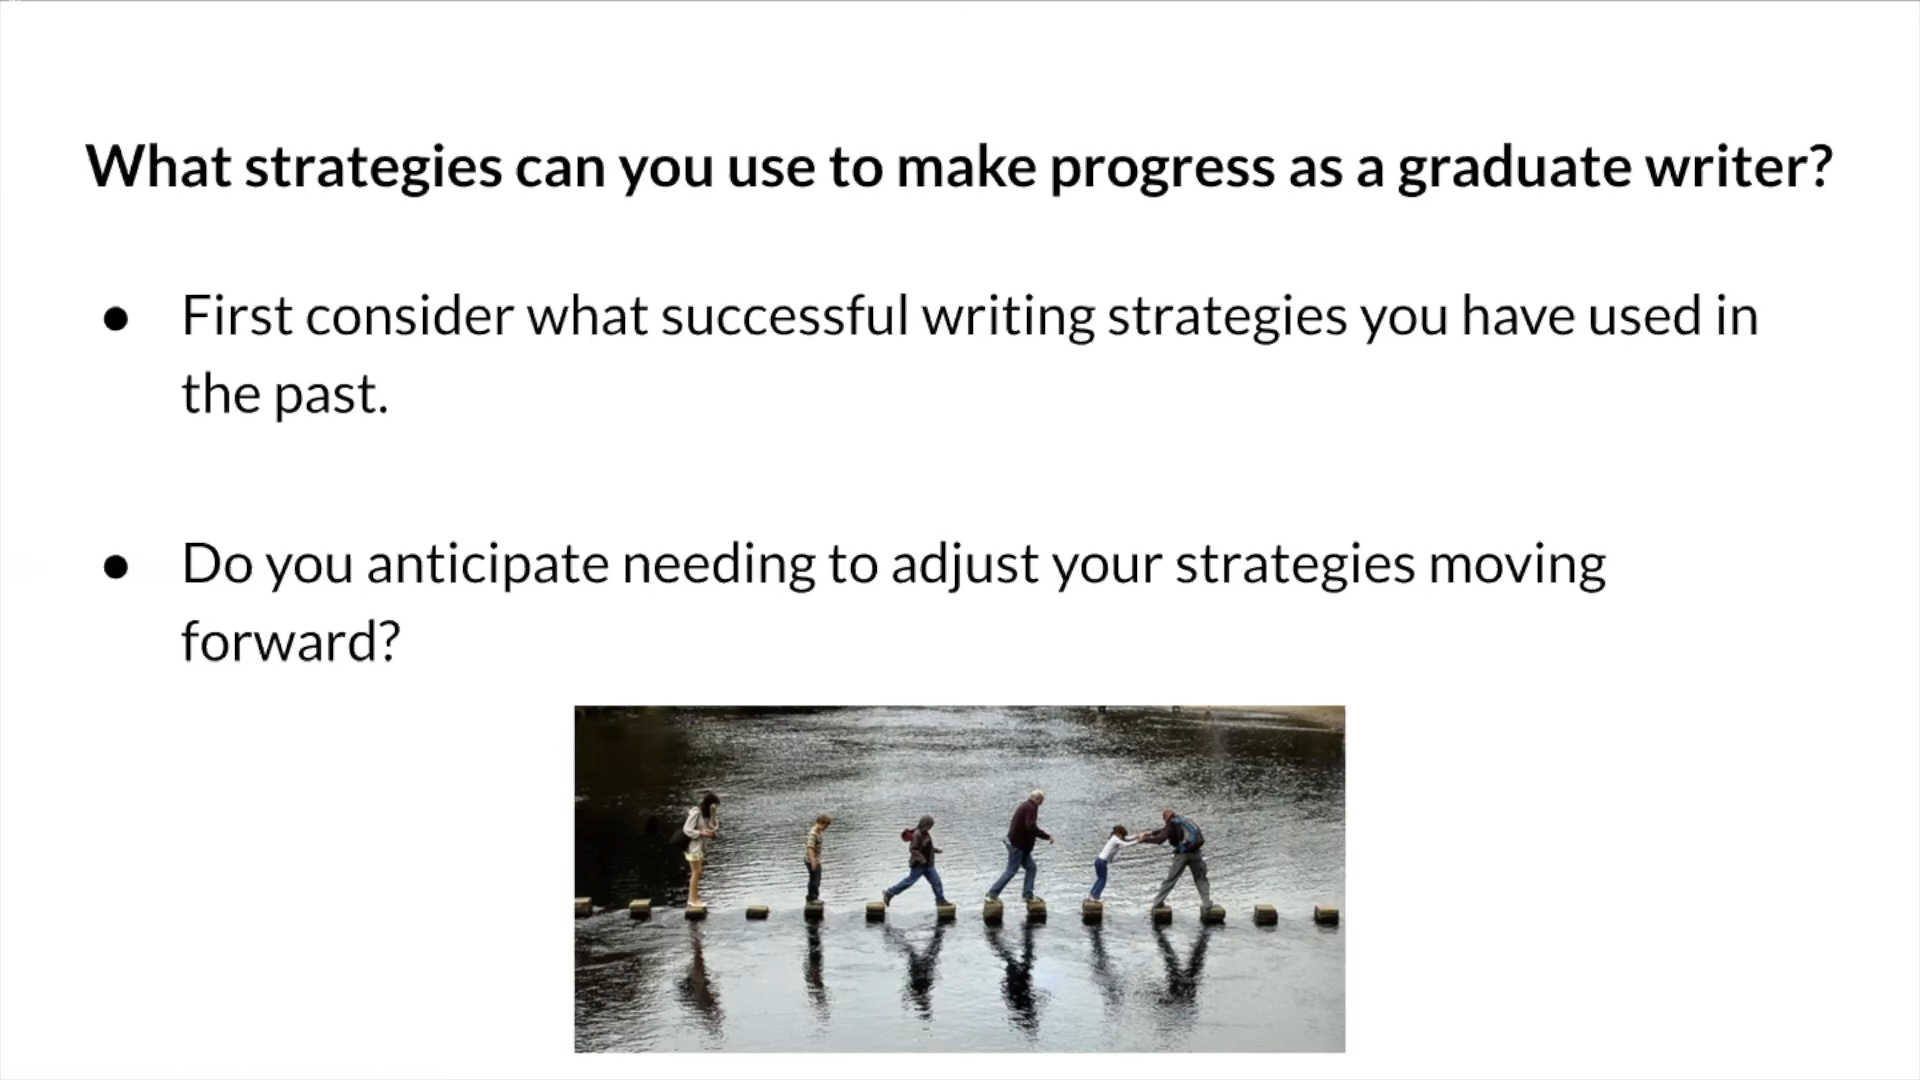 What strategies can you use to make progress as a graduate writer?
● First consider what successful writing strategies you have used in
the past.
● Do you anticipate needing to adjust your strategies moving
forward?